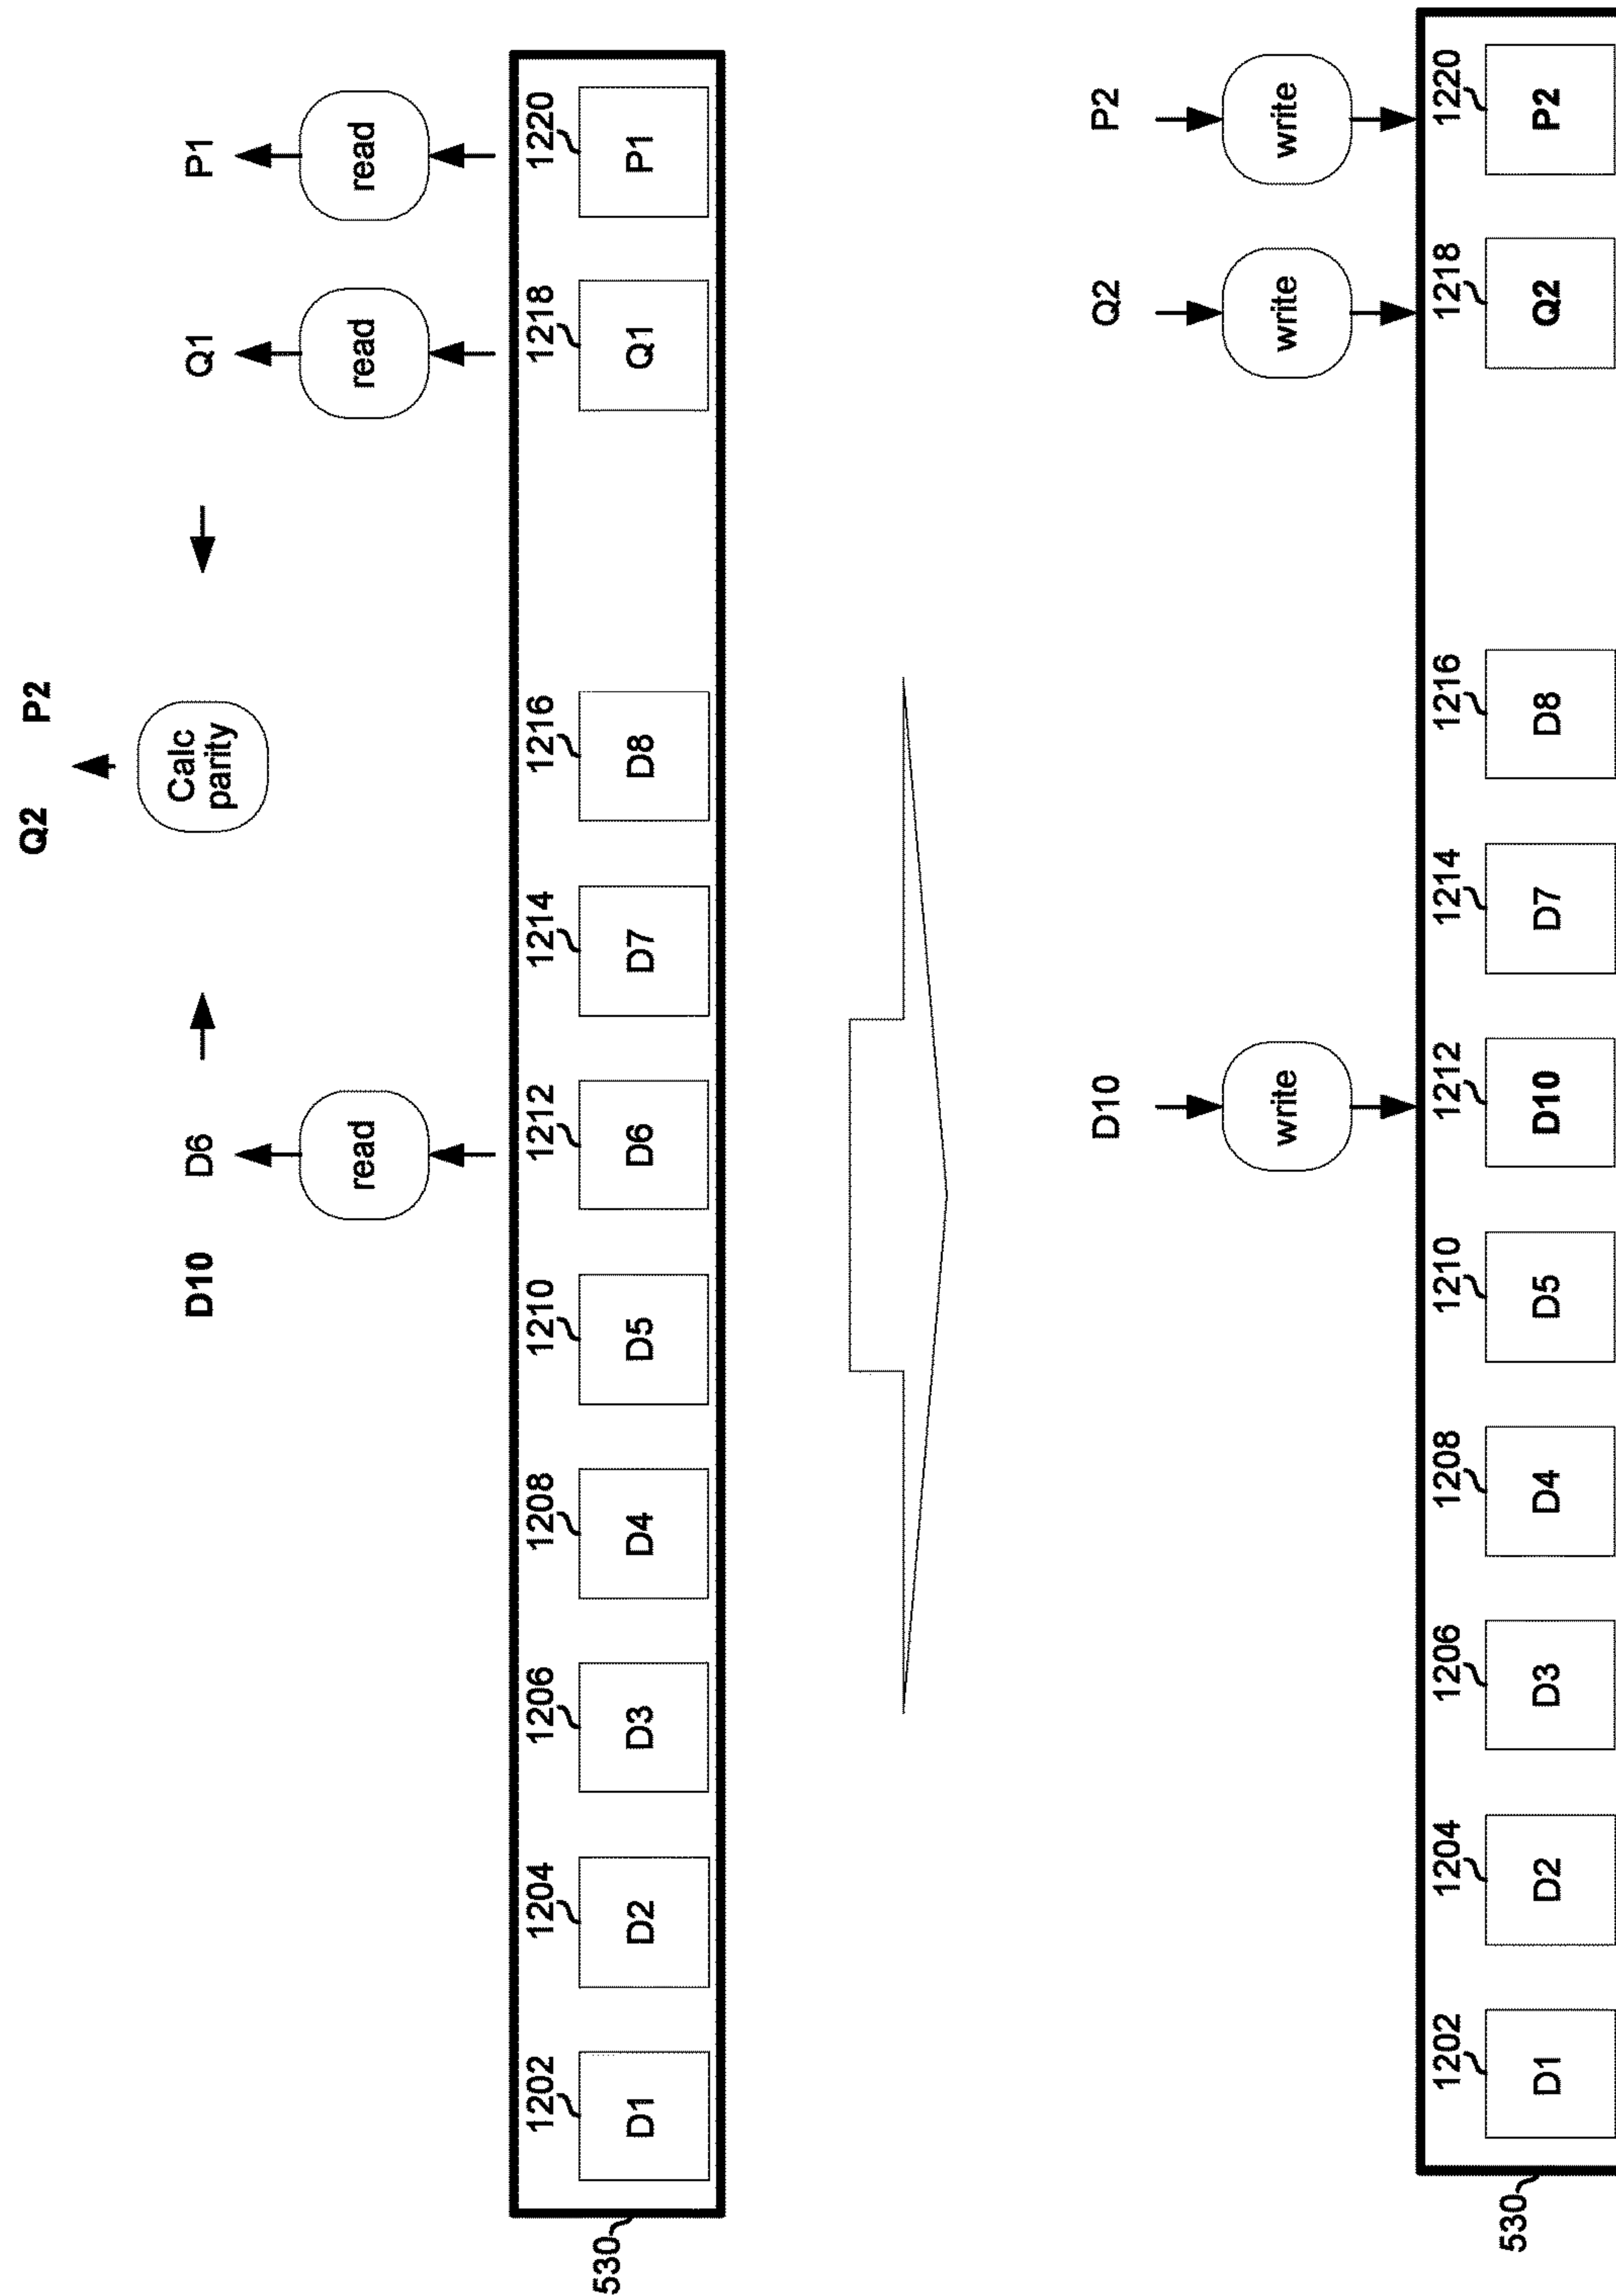 Q2 P2
Calc
parity
D10 D6 Q1 P1
read read read
1202 1204 1206 1208 1210 1212 1214 1216 1218 1220
D1 D2 D3 D4 D5 D6 D7 D8 Q1 P1
530
D10 Q2 P2
write write write
1202 1204 1206 1208 1210 1212 1214 1216 1218 1220
D1 D2 D3 D4 D5 D10 D7 D8 Q2 P2
530